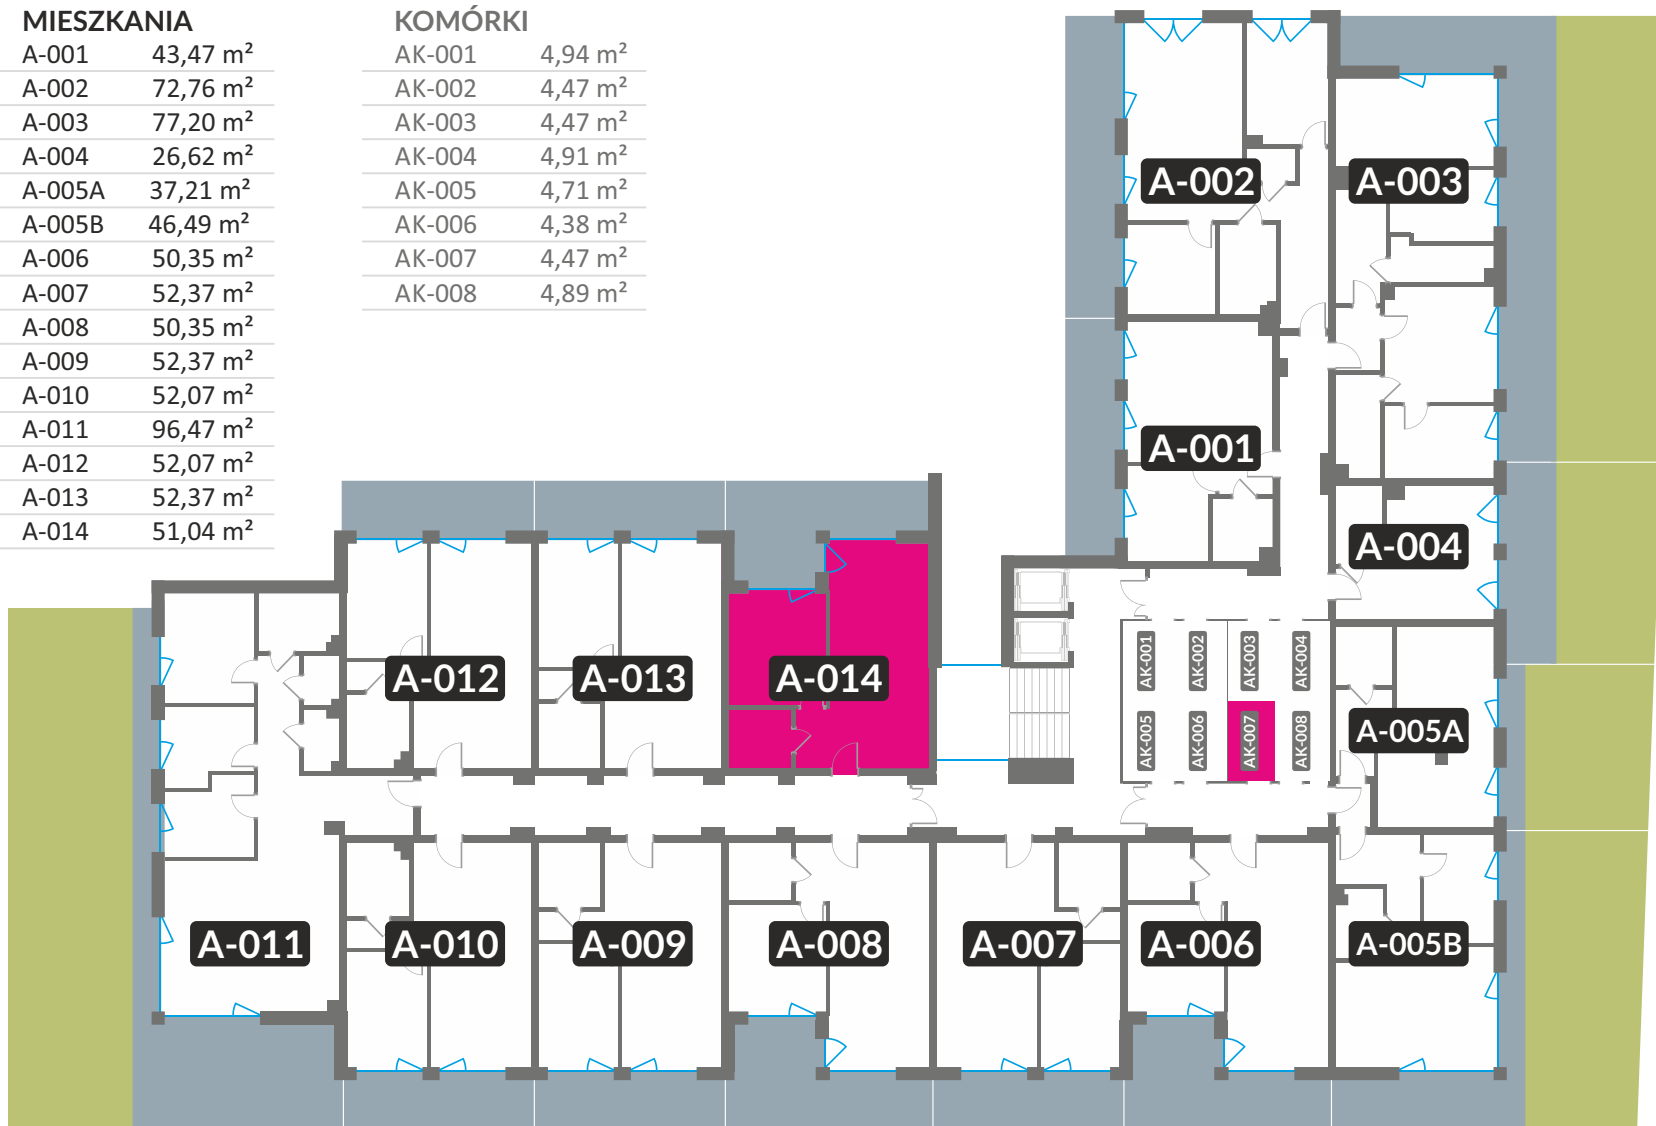 MIESZKANIA
A-001 43,47 m²
A-002 72,76 m²
A-003 77,20 m²
A-004 26,62 m²
A-005A 37,21 m²
A-005B 46,49 m²
A-006 50,35 m²
A-007 52,37 m²
A-008 50,35 m²
A-009 52,37 m²
A-010 52,07 m²
A-011 96,47 m²
A-012 52,07 m²
A-013 52,37 m²
A-014 51,04 m²
KOMÓRKI
AK-001 4,94 m²
AK-002 4,47 m²
AK-003 4,47 m²
AK-004 4,91 m²
AK-005 4,71 m²
AK-006 4,38 m²
AK-007 4,47 m²
AK-008 4,89 m²
A-002
A-003
A-001
A-004
AK-001
AK-002
AK-003
AK-004
A-012
A-013
A-014
AK-005
AK-006
AK-007
AK-008
A-005A
A-011
A-010
A-009
A-008
A-007
A-006
A-005B